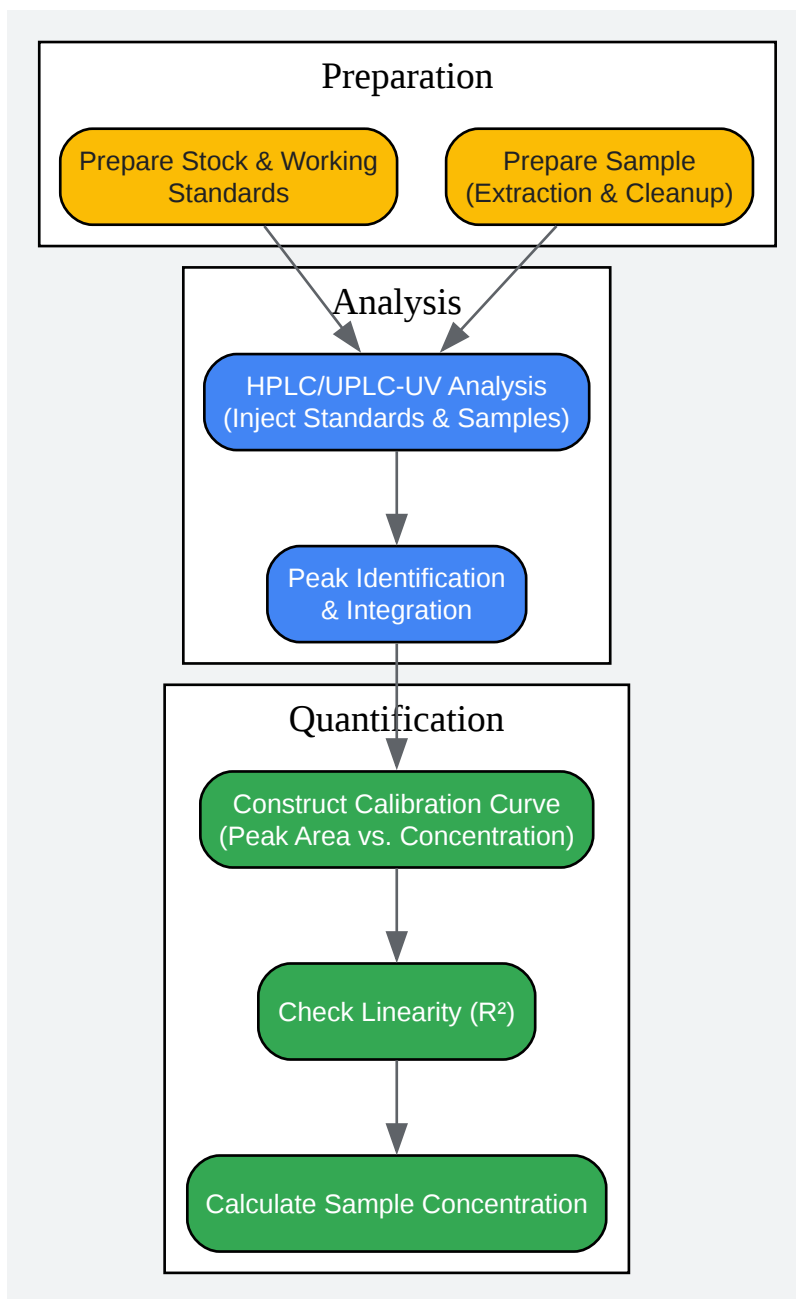 Preparation
Prepare Stock & Working
Standards
Prepare Sample
(Extraction & Cleanup)
Analysis
HPLC/UPLC-UV Analysis
(Inject Standards & Samples)
Peak Identification
& Integration
Quantification
Construct Calibration Curve
(Peak Area vs. Concentration)
Check Linearity (R²)
Calculate Sample Concentration